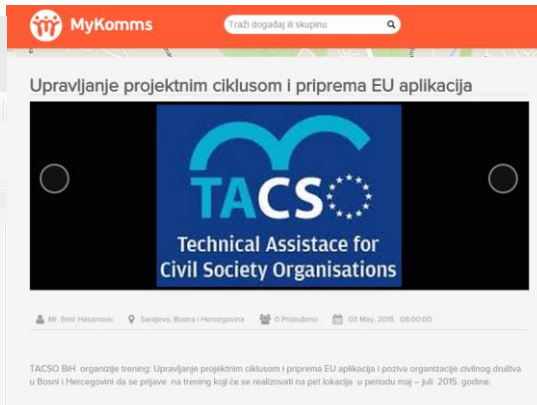 MyKomms
Traži događaj ili skupinu
Upravljanje projektnim ciklusom i priprema EU aplikacija
TACSO
Technical Assistace for
Civil Society Organisations
Mr. Emir Hasanovic Sarajevo, Bosna i Hercegovina 0 Pridruženo 03 May, 2015 08:00:00
TACSO BiH organizije trening: Upravljanje projektnim ciklusom i priprema EU aplikacija i poziva organizacije civilnog društva
u Bosni i Hercegovini da se prijave na trening koji će se realizovati na pet lokacija u periodu maj – juli 2015. godine.